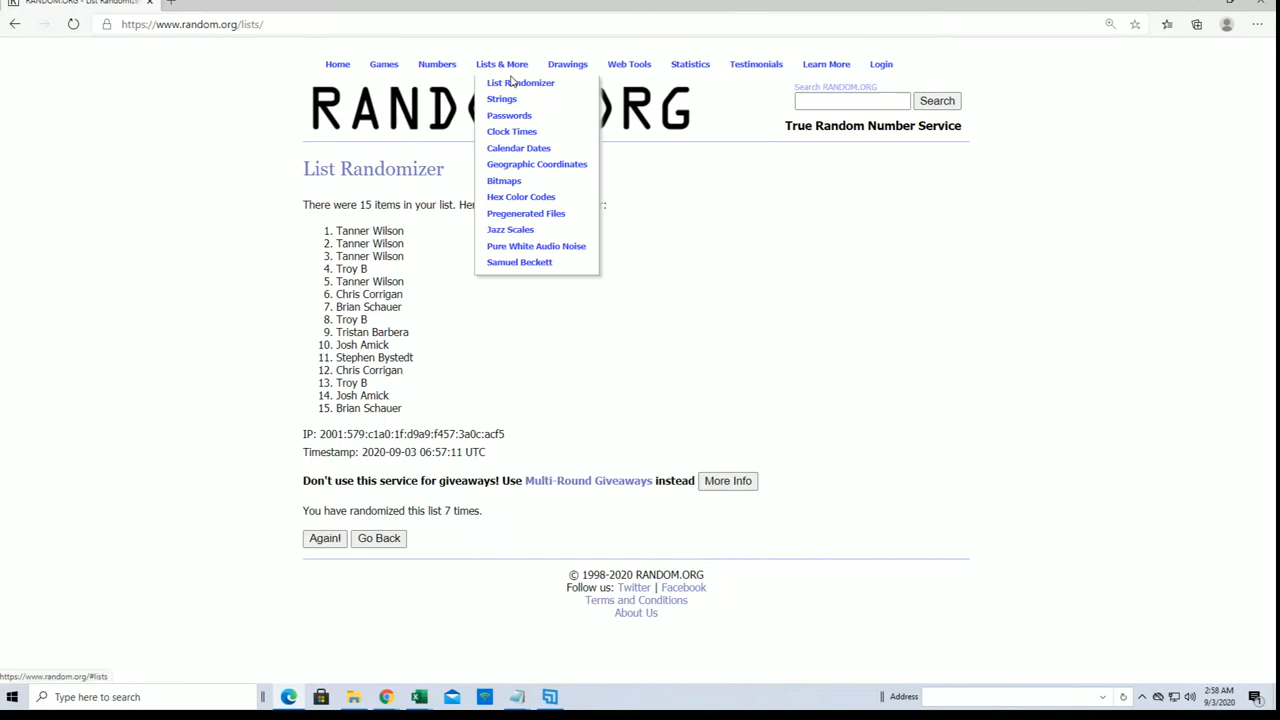 RANDOM.ORG - List Randomiz
https://www.random.org/lists/
Home Games Numbers Lists & More Drawings Web Tools Statistics Testimonials Learn More Login
List Randomizer
Strings
Passwords
Clock Times
Calendar Dates
Geographic Coordinates
Bitmaps
Hex Color Codes
Pregenerated Files
Jazz Scales
Pure White Audio Noise
Samuel Beckett
Search RANDOM.ORG
Search
True Random Number Service
List Randomizer
There were 15 items in your list. Her
r:
1. Tanner Wilson
2. Tanner Wilson
3. Tanner Wilson
4. Troy B
5. Tanner Wilson
6. Chris Corrigan
7. Brian Schauer
8. Troy B
9. Tristan Barbera
10. Josh Amick
11. Stephen Bystedt
12. Chris Corrigan
13. Troy B
14. Josh Amick
15. Brian Schauer
IP: 2001:579:c1a0:1f:d9a9:f457:3a0c:acf5
Timestamp: 2020-09-03 06:57:11 UTC
Don't use this service for giveaways! Use Multi-Round Giveaways instead More Info
You have randomized this list 7 times.
Again! Go Back
© 1998-2020 RANDOM.ORG
Follow us: Twitter | Facebook
Terms and Conditions
About Us
https://www.random.org/#lists
Type here to search
Address
2:58 AM
9/3/2020